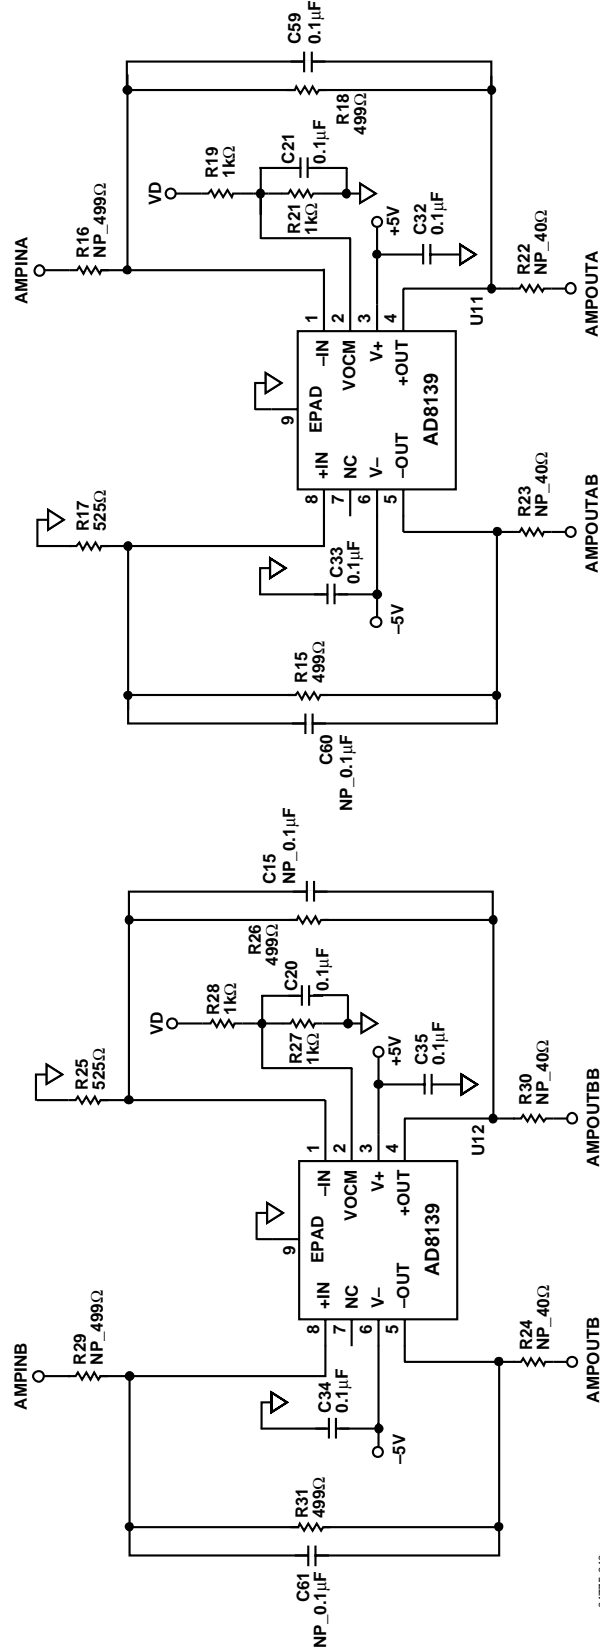 AMPINA
R16
NP_499Ω
VD
R19
1kΩ
R21
1kΩ
C21
0.1µF
R18
499Ω
C59
0.1µF
+5V
C32
0.1µF
R17
525Ω
C33
0.1µF
–5V
R15
499Ω
C60
NP_0.1µF
1
2
3
4
5
6
7
8
9
EPAD
–IN
VOCM
V+
+OUT
+IN
NC
V–
–OUT
AD8139
U11
R22
NP_40Ω
AMPOUTA
R23
NP_40Ω
AMPOUTAB
AMPINB
R29
NP_499Ω
R25
525Ω
VD
R28
1kΩ
R27
1kΩ
C20
0.1µF
R26
499Ω
C15
NP_0.1µF
+5V
C35
0.1µF
C34
0.1µF
–5V
R31
499Ω
C61
NP_0.1µF
1
2
3
4
5
6
7
8
9
EPAD
–IN
VOCM
V+
+OUT
+IN
NC
V–
–OUT
AD8139
U12
R30
NP_40Ω
AMPOUTBB
R24
NP_40Ω
AMPOUTB